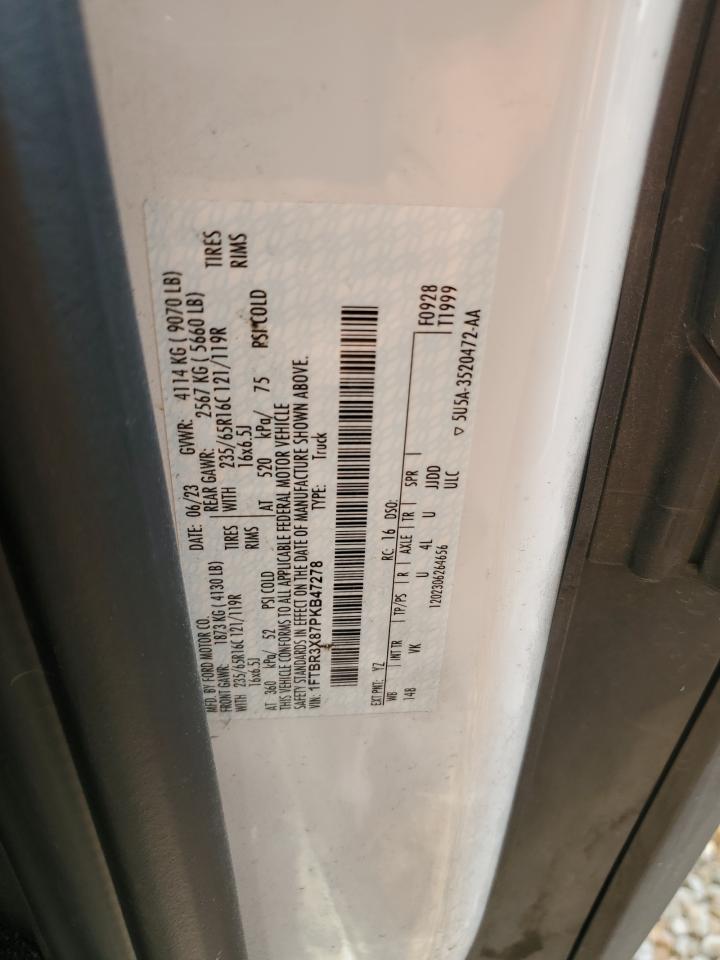 MFD. BY FORD MOTOR CO.
DATE: 06/23 GVWR: 4114 KG ( 9070 LB)
FRONT GAWR: 1873 KG ( 4130 LB) REAR GAWR: 2567 KG ( 5660 LB)
WITH 235/65R16C 121/119R TIRES WITH 235/65R16C 121/119R TIRES
16x6.5J RIMS 16x6.5J RIMS
AT 360 kPa/ 52 PSI COLD AT 520 kPa/ 75 PSI COLD
THIS VEHICLE CONFORMS TO ALL APPLICABLE FEDERAL MOTOR VEHICLE
SAFETY STANDARDS IN EFFECT ON THE DATE OF MANUFACTURE SHOWN ABOVE.
VIN: 1FTBR3X87PKB47278 TYPE: Truck
EXT PNT: YZ RC: 16 DSO:
WB INT TR TP/PS R AXLE TR SPR F0928
148 VK U 4L U JJDD T1999
1202306264656 ULC
▽ 5U5A-3520472-AA